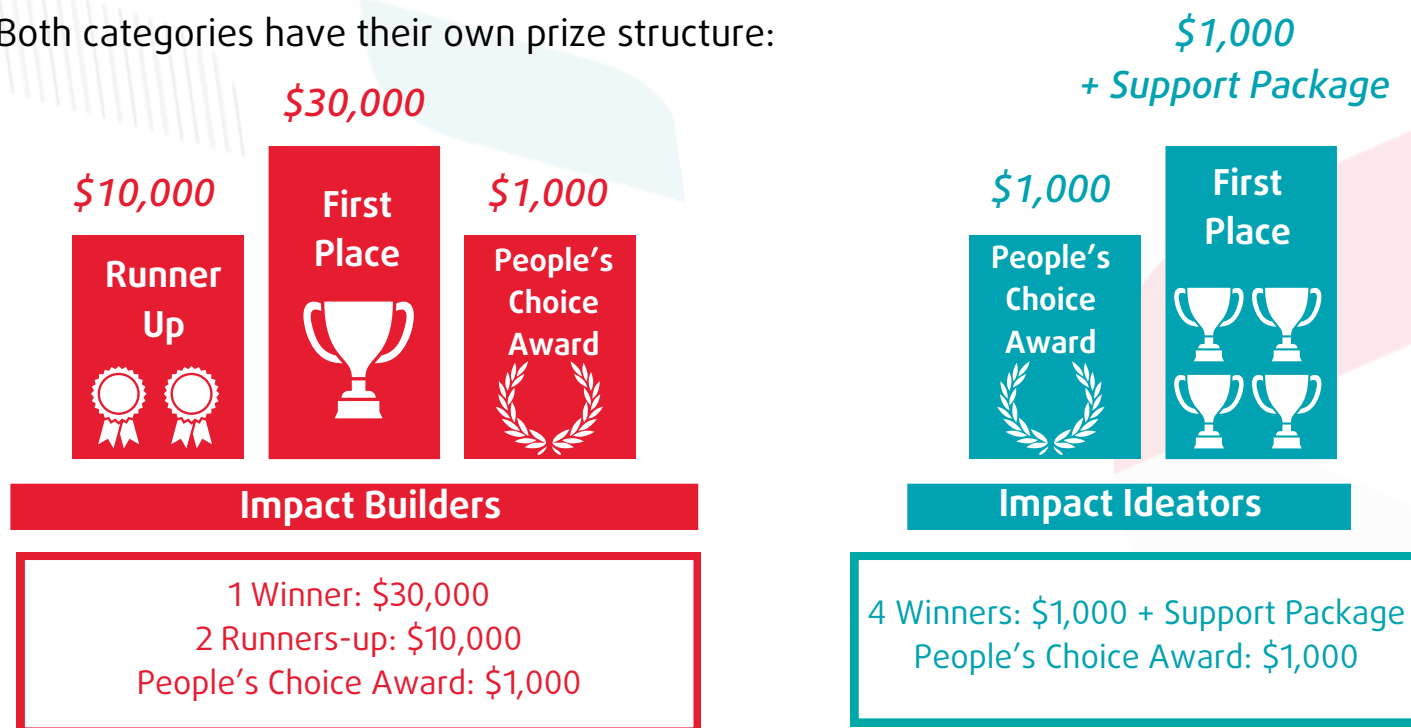 Both categories have their own prize structure:
$30,000
$10,000
First
Place
$1,000
Runner
Up
People's
Choice
Award
Impact Builders
1 Winner: $30,000
2 Runners-up: $10,000
People's Choice Award: $1,000
$1,000
+ Support Package
$1,000
People's
Choice
Award
First
Place
Impact Ideators
4 Winners: $1,000 + Support Package
People's Choice Award: $1,000